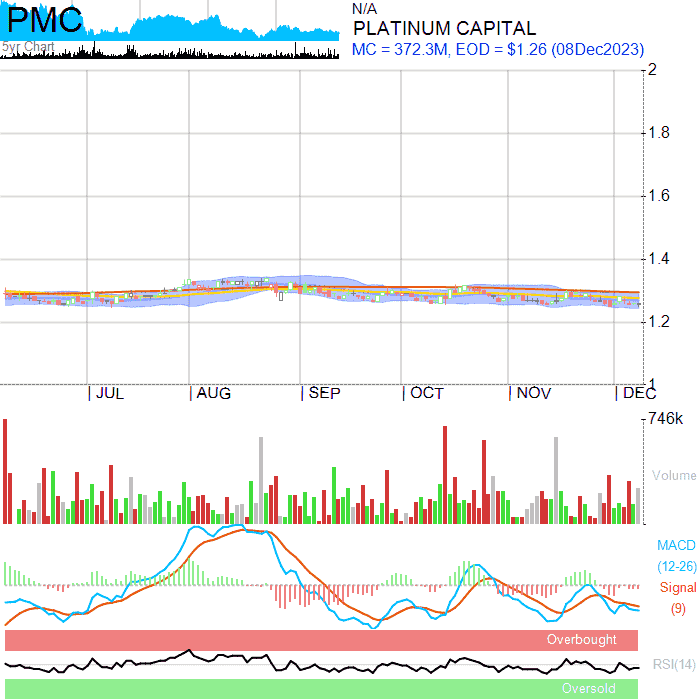 PMC
5yr Chart
N/A
PLATINUM CAPITAL
MC = 372.3M, EOD = $1.26 (08Dec2023)
2
1.8
1.6
1.4
1.2
1
JUL AUG SEP OCT NOV DEC
746k
Volume
MACD
(12-26)
Signal
(9)
Overbought
RSI(14)
Oversold